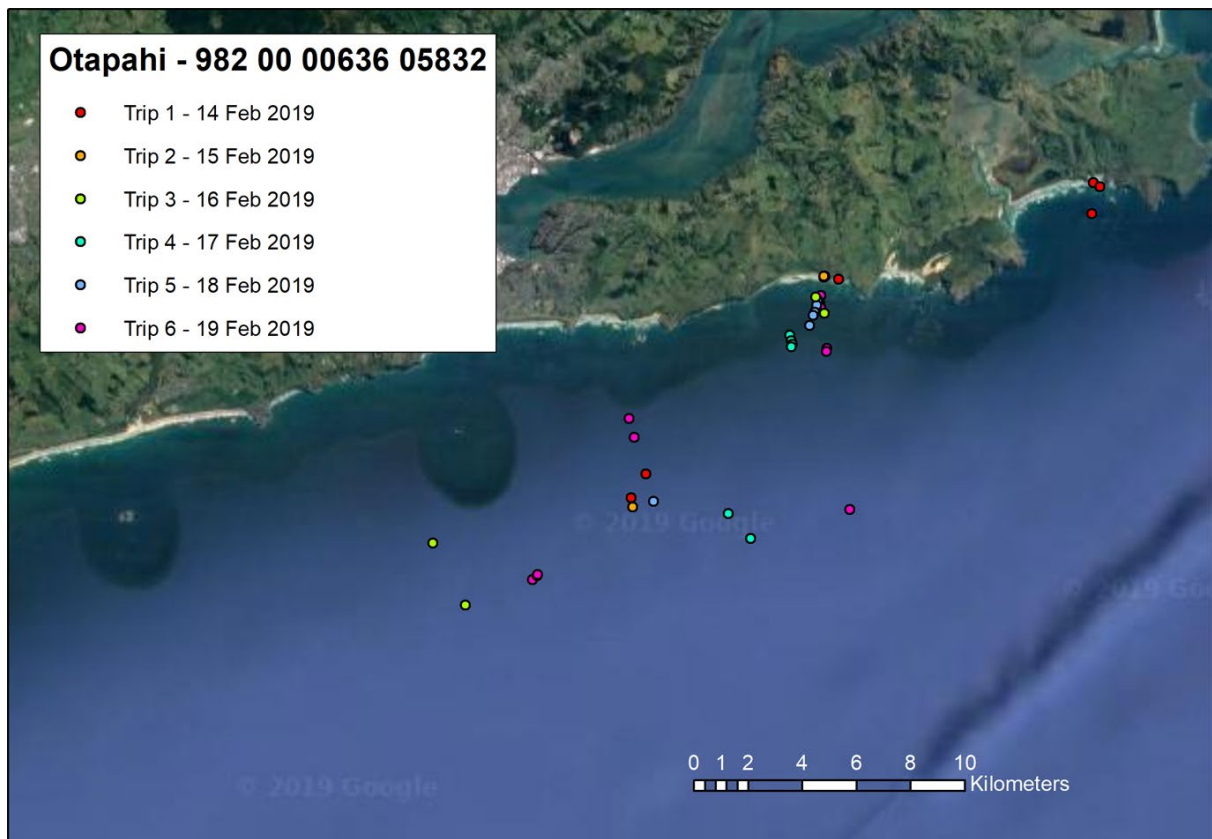 Otapahi - 982 00 00636 05832
Trip 1 - 14 Feb 2019
Trip 2 - 15 Feb 2019
Trip 3 - 16 Feb 2019
Trip 4 - 17 Feb 2019
Trip 5 - 18 Feb 2019
Trip 6 - 19 Feb 2019
© 2019 Google
© 2019 Goo
0 1 2 4 6 8 10
Kilometers
© 2019 Google